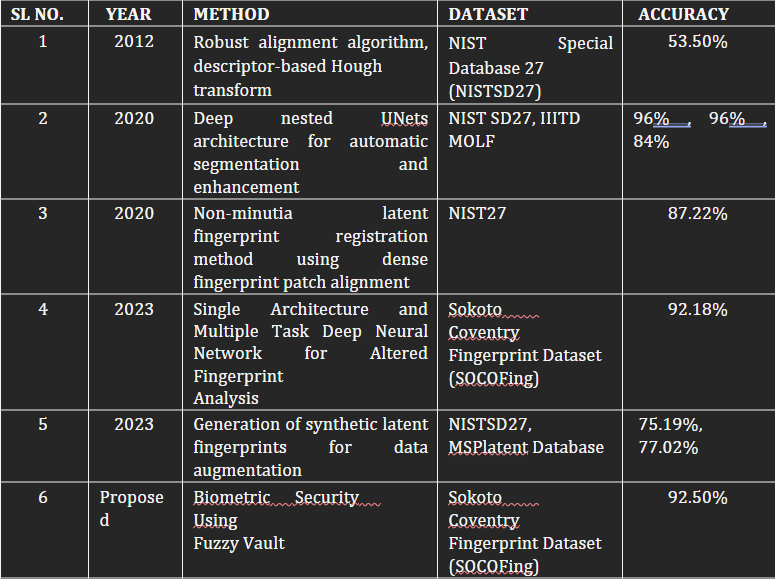 SL NO. YEAR METHOD DATASET ACCURACY
1 2012 Robust alignment algorithm, NIST Special 53.50%
descriptor-based Hough Database 27
transform (NISTSD27)
2 2020 Deep nested UNets NIST SD27, IIITD 96% , 96% ,
architecture for automatic MOLF 84%
segmentation and
enhancement
3 2020 Non-minutia latent NIST27 87.22%
fingerprint registration
method using dense
fingerprint patch alignment
4 2023 Single Architecture and Sokoto 92.18%
Multiple Task Deep Neural Coventry
Network for Altered Fingerprint Dataset
Fingerprint (SOCOFing)
Analysis
5 2023 Generation of synthetic latent NISTSD27, 75.19%,
fingerprints for data MSPlatent Database 77.02%
augmentation
6 Propose Biometric Security Sokoto 92.50%
d Using Coventry
Fuzzy Vault Fingerprint Dataset
(SOCOFing)